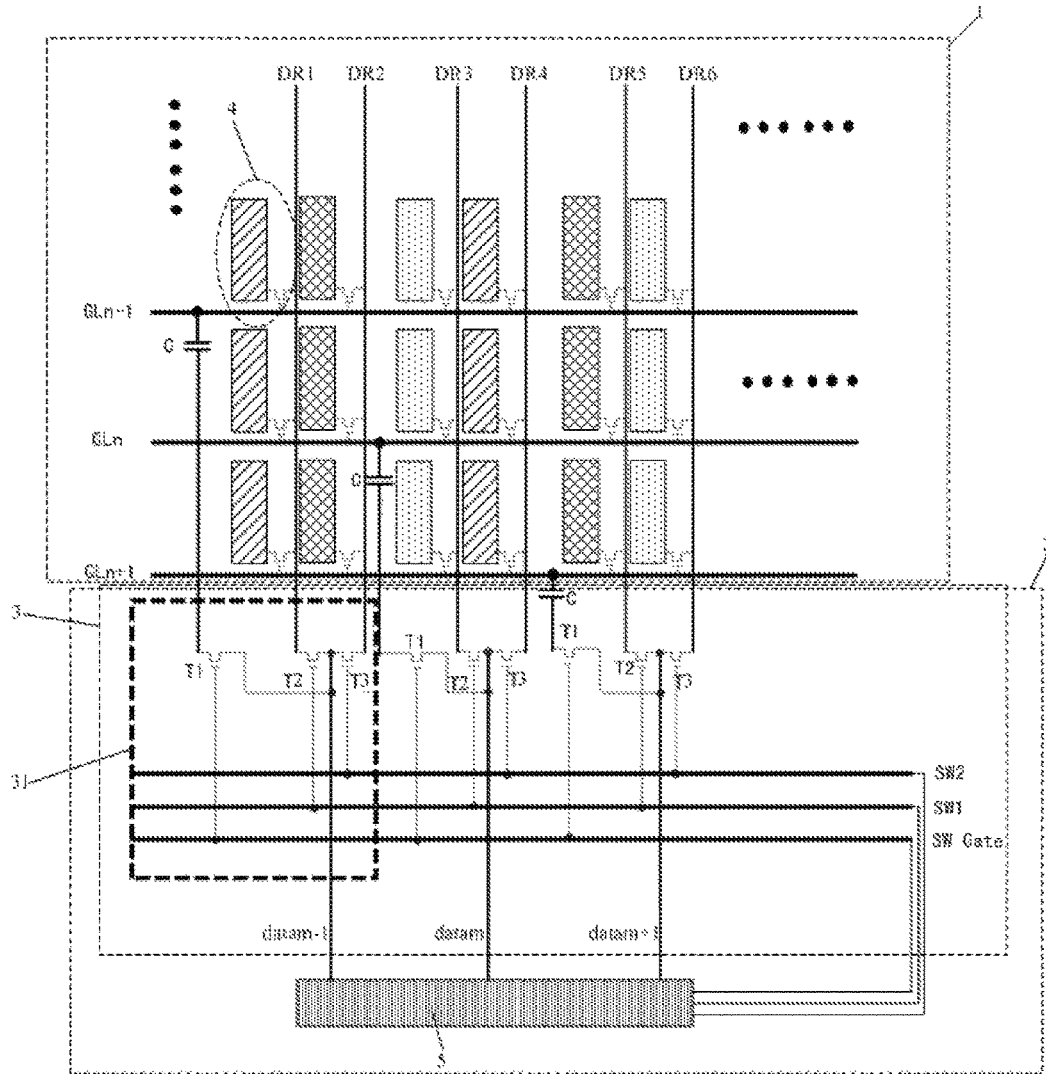 1
DR1 DR2 DR3 DR4 DR5 DR6
4
GLn-1
C
GLn
C
GLn+1
C
3
T1 T2 T3 T1 T2 T3 T1 T2 T3
31
SW2
SW1
SW Gate
datam-1 datam datam+1
5